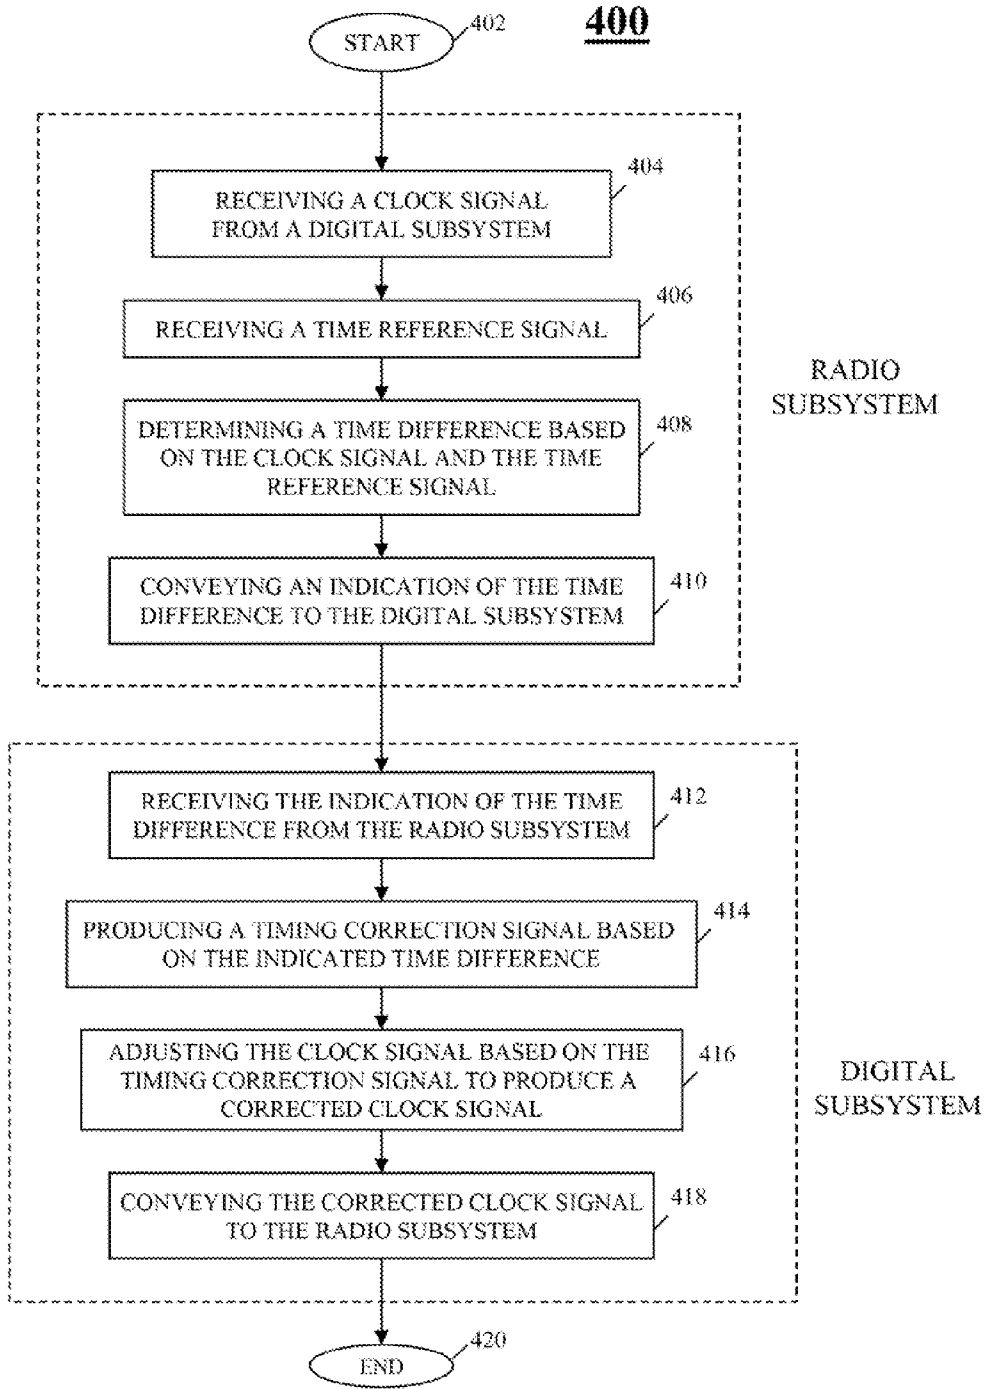 400
START
402
RECEIVING A CLOCK SIGNAL
FROM A DIGITAL SUBSYSTEM
404
RECEIVING A TIME REFERENCE SIGNAL
406
DETERMINING A TIME DIFFERENCE BASED
ON THE CLOCK SIGNAL AND THE TIME
REFERENCE SIGNAL
408
CONVEYING AN INDICATION OF THE TIME
DIFFERENCE TO THE DIGITAL SUBSYSTEM
410
RADIO
SUBSYSTEM
RECEIVING THE INDICATION OF THE TIME
DIFFERENCE FROM THE RADIO SUBSYSTEM
412
PRODUCING A TIMING CORRECTION SIGNAL BASED
ON THE INDICATED TIME DIFFERENCE
414
ADJUSTING THE CLOCK SIGNAL BASED ON THE
TIMING CORRECTION SIGNAL TO PRODUCE A
CORRECTED CLOCK SIGNAL
416
CONVEYING THE CORRECTED CLOCK SIGNAL
TO THE RADIO SUBSYSTEM
418
DIGITAL
SUBSYSTEM
END
420